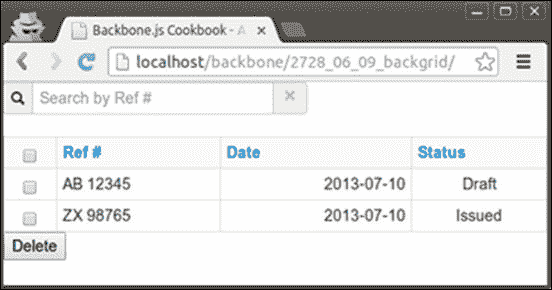 Backbone.js Cookbook - A
localhost/backbone/2728_06_09_backgrid/
Search by Ref #
Ref # Date Status
AB 12345 2013-07-10 Draft
ZX 98765 2013-07-10 Issued
Delete